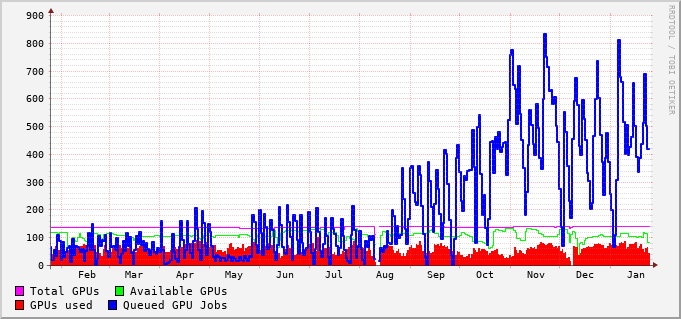 900
800
700
600
500
400
300
200
100
0
Feb Mar Apr May Jun Jul Aug Sep Oct Nov Dec Jan
Total GPUs Available GPUs
GPUs used Queued GPU Jobs
RRDTOOL / TOBI OETIKER